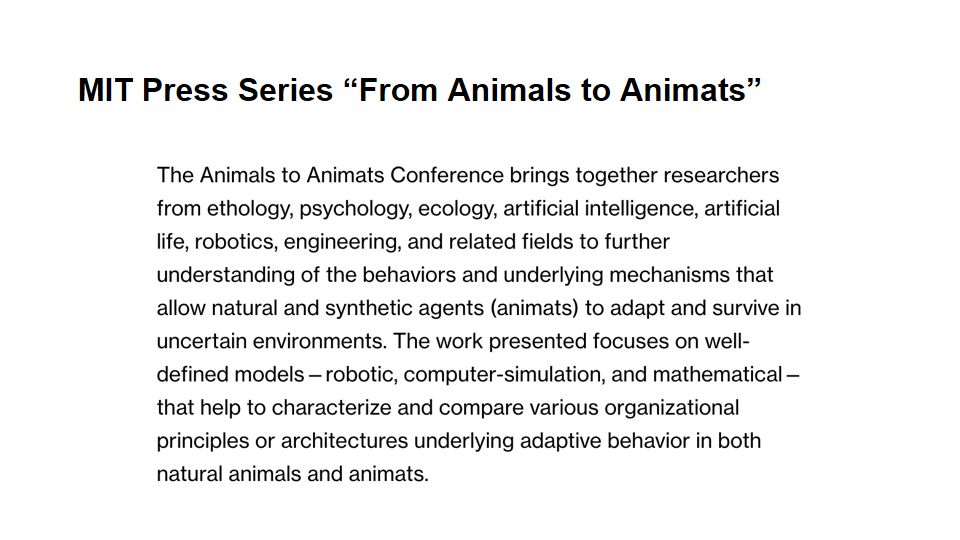 MIT Press Series “From Animals to Animats”
The Animals to Animats Conference brings together researchers
from ethology, psychology, ecology, artificial intelligence, artificial
life, robotics, engineering, and related fields to further
understanding of the behaviors and underlying mechanisms that
allow natural and synthetic agents (animats) to adapt and survive in
uncertain environments. The work presented focuses on well-
defined models — robotic, computer-simulation, and mathematical —
that help to characterize and compare various organizational
principles or architectures underlying adaptive behavior in both
natural animals and animats.